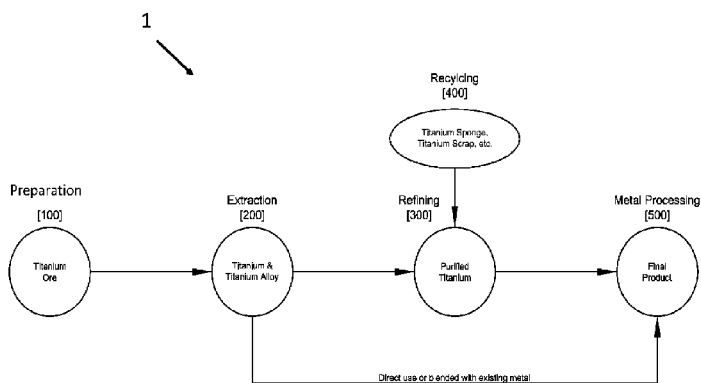 1
Recylcing
[400]
Titanium Sponge,
Titanium Scrap, etc.
Preparation
[100]
Extraction
[200]
Refining
[300]
Metal Processing
[500]
Titanium
Ore
Titanium &
Titanium Alloy
Purified
Titanium
Final
Product
Direct use or blended with existing metal